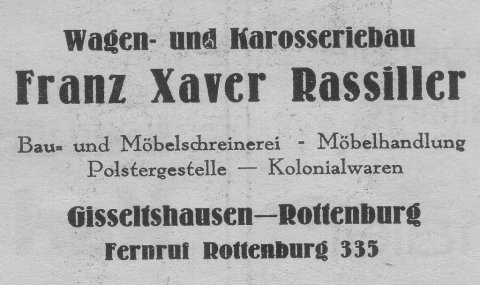 Wagen- und Karosseriebau
Franz Xaver Rassiller
Bau- und Möbelschreinerei - Möbelhandlung
Polstergestelle — Kolonialwaren
Gisseltshausen—Rottenburg
Fernruf Rottenburg 335